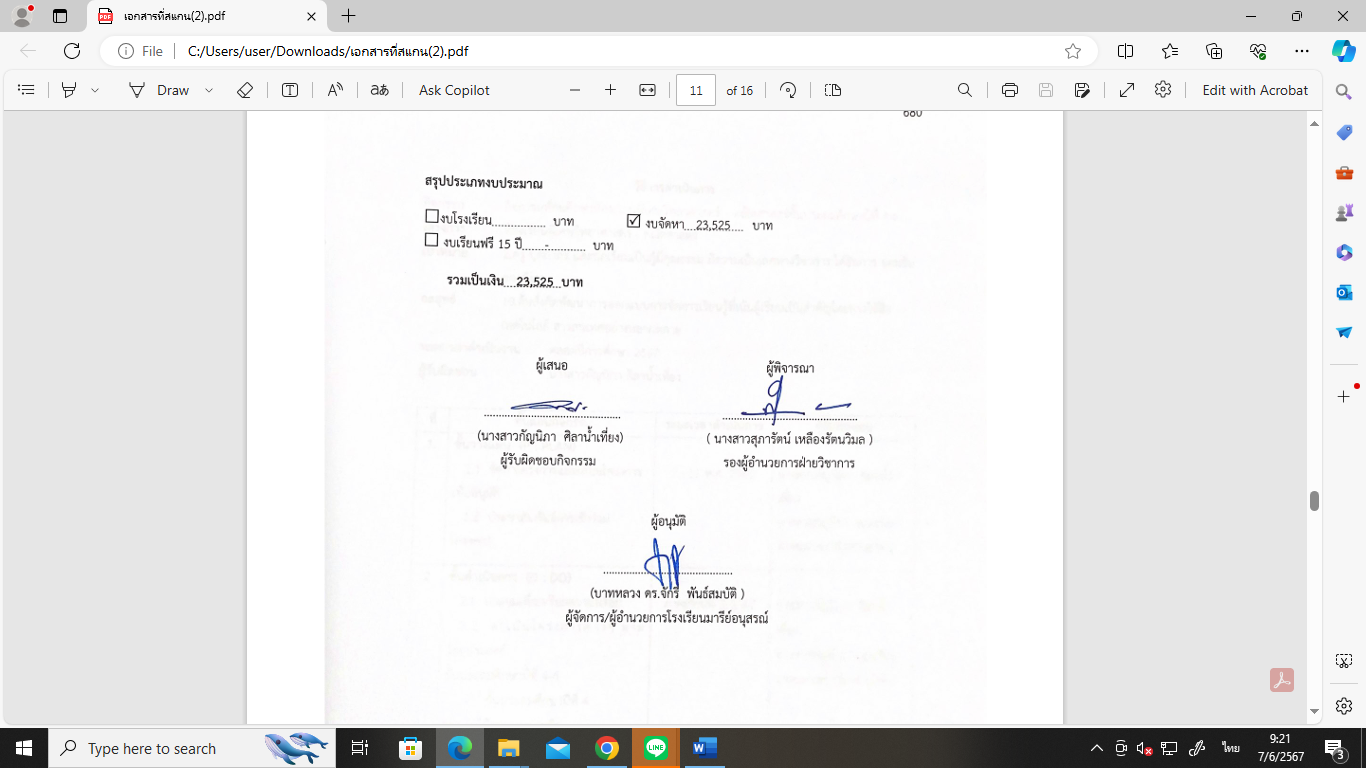 เอกสารที่สแกน(2).pdf
File C:/Users/user/Downloads/เอกสารที่สแกน(2).pdf
Draw aあ Ask Copilot 11 of 16 Edit with Acrobat
680
สรุปประเภทงบประมาณ
☐งบโรงเรียน................ บาท ☑ งบจัดหา....23,525.... บาท
☐ งบเรียนฟรี 15 ปี.......-........... บาท
รวมเป็นเงิน....23,525...บาท
ผู้เสนอ ผู้พิจารณา
(นางสาวกัญนิภา ศิลาน้ำเที่ยง) ( นางสาวสุภารัตน์ เหลืองรัตนวิมล )
ผู้รับผิดชอบกิจกรรม รองผู้อำนวยการฝ่ายวิชาการ
ผู้อนุมัติ
(บาทหลวง ดร.จักรี พันธ์สมบัติ )
ผู้จัดการ/ผู้อำนวยการโรงเรียนมารีย์อนุสรณ์
Type here to search LINE ไทย 9:21
7/6/2567 3